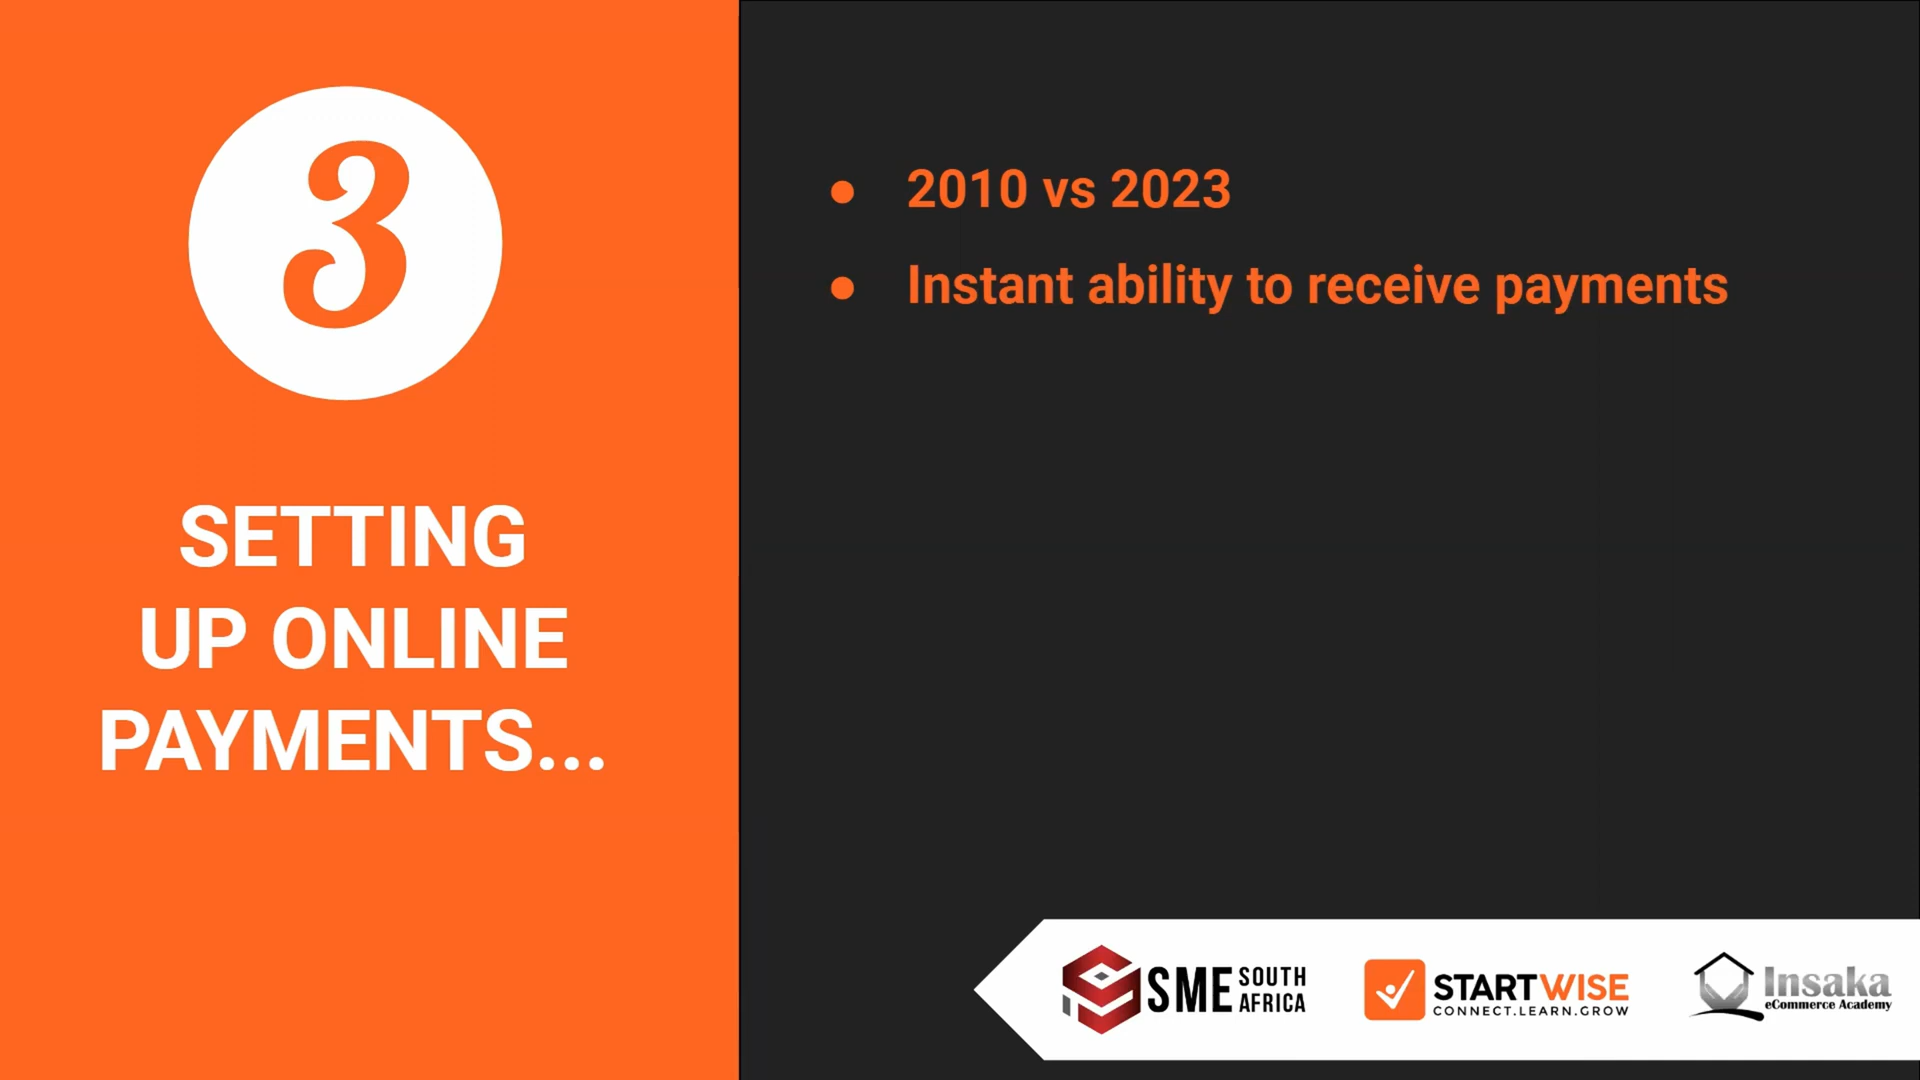 3
SETTING
UP ONLINE
PAYMENTS...
● 2010 vs 2023
● Instant ability to receive payments
SME SOUTH AFRICA
STARTWISE
CONNECT.LEARN.GROW
Insaka
eCommerce Academy